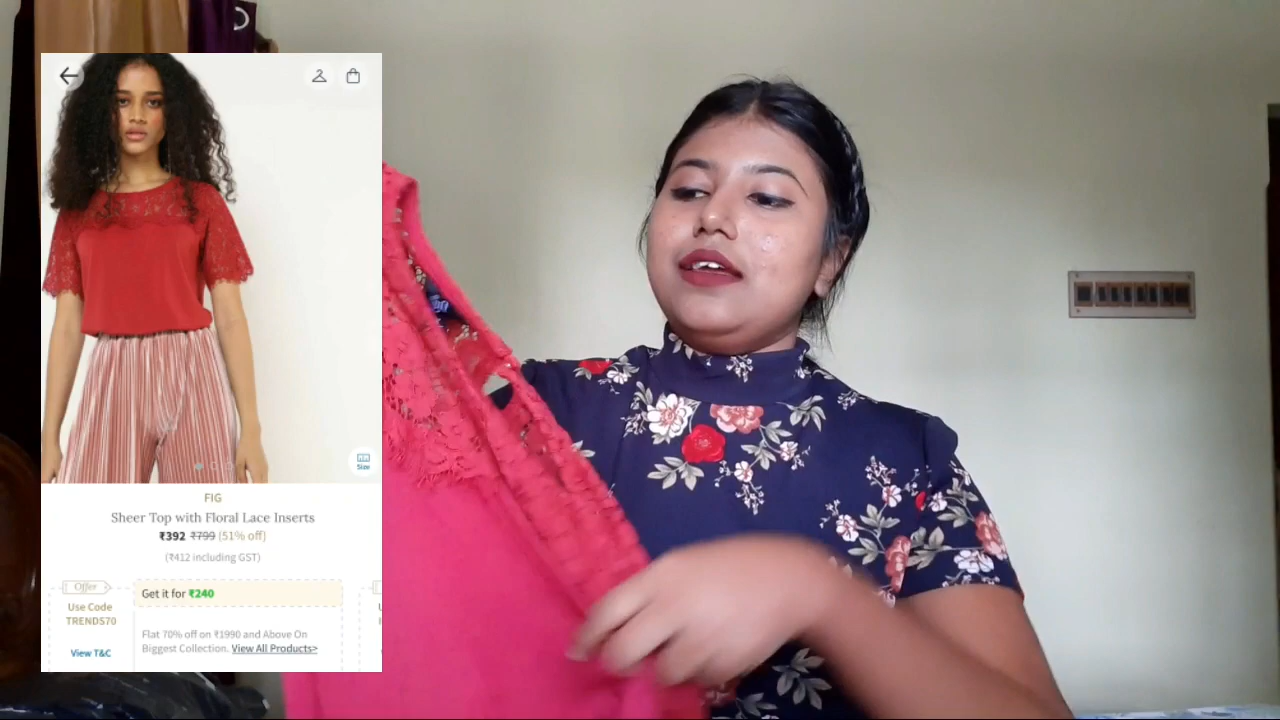 FIG
Sheer Top with Floral Lace Inserts
₹392 ₹799 (51% off)
(₹412 including GST)
Size
Offer
Use Code
TRENDS70
View T&C
Get it for ₹240
Flat 70% off on ₹1990 and Above On
Biggest Collection. View All Products>